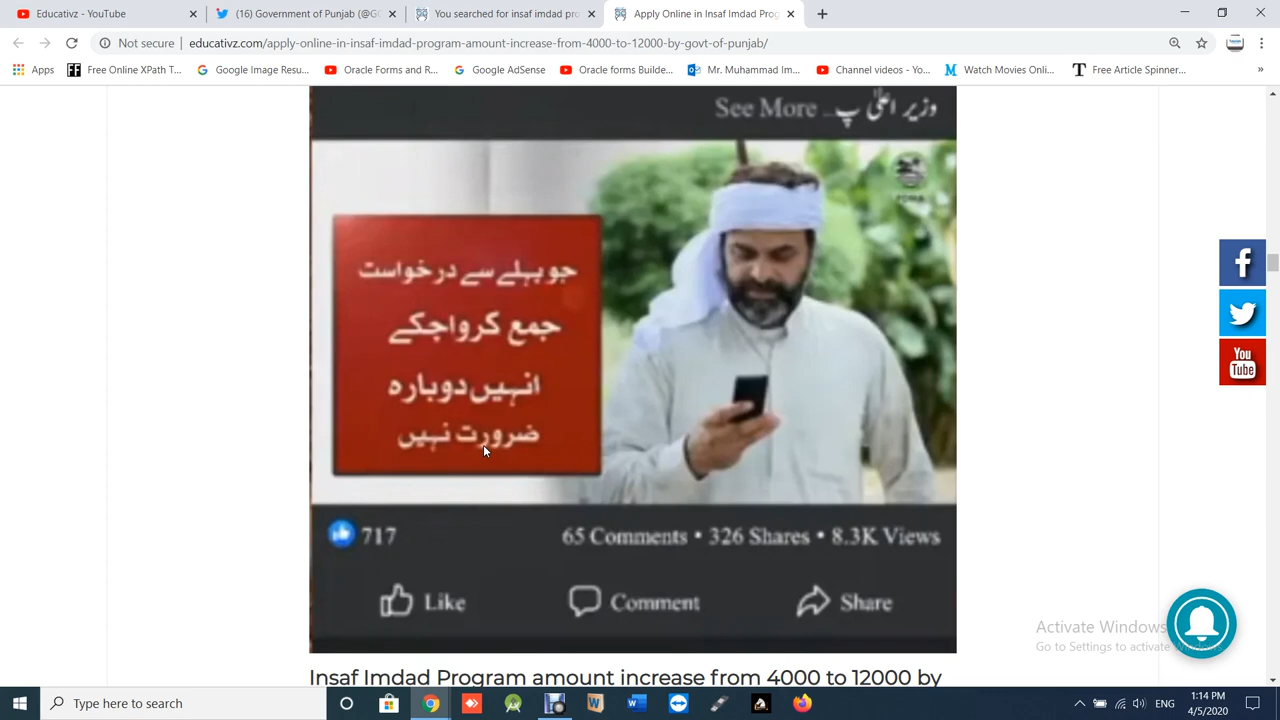 Educativz - YouTube
(16) Government of Punjab (@GO
You searched for insaf imdad pro
Apply Online in Insaf Imdad Prog
Not secure
educativz.com/apply-online-in-insaf-imdad-program-amount-increase-from-4000-to-12000-by-govt-of-punjab/
Apps
Free Online XPath T...
Google Image Resu...
Oracle Forms and R...
Google AdSense
Oracle forms Builde...
Mr. Muhammad Im...
Channel videos - Yo...
Watch Movies Onli...
Free Article Spinner...
»
وزیر اعلیٰ پ... See More
جو پہلے سے درخواست
جمع کرواچکے
انہیں دوبارہ
ضرورت نہیں
717
65 Comments • 326 Shares • 8.3K Views
Like
Comment
Share
You
Tube
Insaf Imdad Program amount increase from 4000 to 12000 by
Activate Windows
Go to Settings to activate Windows.
Type here to search
ENG
1:14 PM
4/5/2020